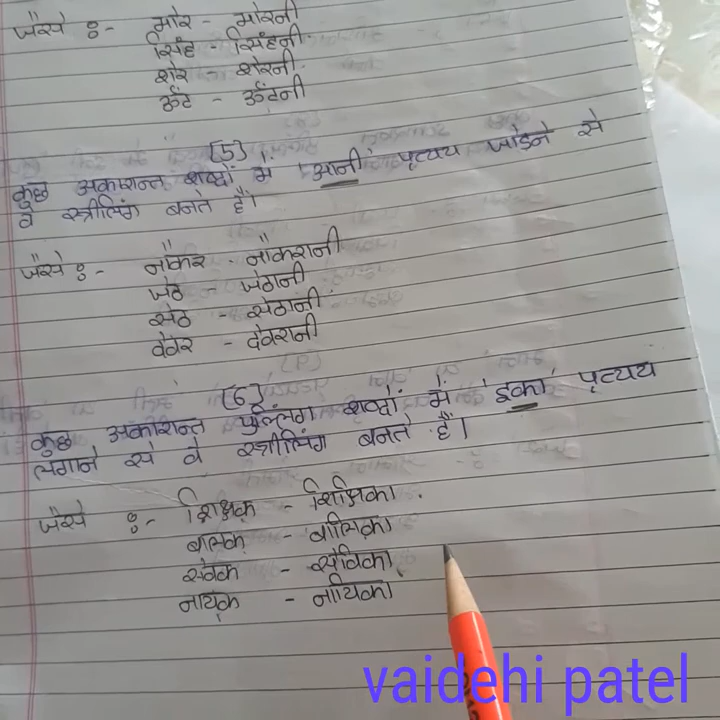 जैसे :- मोर - मोरनी
सिंह - सिंहनी
शेर - शेरनी
ऊँट - ऊँटनी
[5]
कुछ अकारान्त शब्दों में 'आनी' प्रत्यय जोडने से
वे स्त्रीलिंग बनते हैं।
जैसे :- नौकर - नौकरानी
जेठ - जेठानी
सेठ - सेठानी
देवर - देवरानी
[6]
कुछ अकारान्त पुल्लिंग शब्दों में 'इका' प्रत्यय
लगाने से वे स्त्रीलिंग बनते हैं।
जैसे :- शिक्षक - शिक्षिका
बालक - बालिका
सेवक - सेविका
नायक - नायिका
vaidehi patel